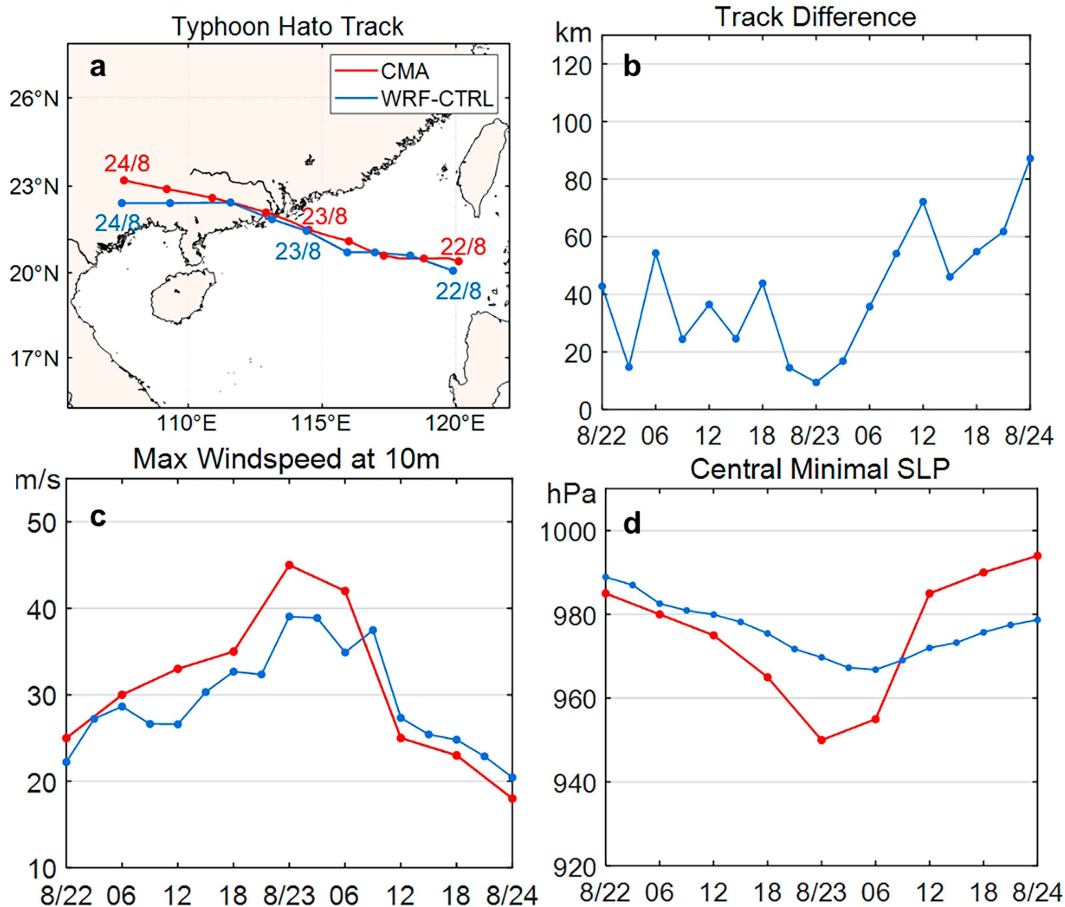 Typhoon Hato Track
a
CMA
WRF-CTRL
26°N
23°N
20°N
17°N
24/8
24/8
23/8
23/8
22/8
22/8
110°E 115°E 120°E
Track Difference
km
b
120
100
80
60
40
20
0
8/22 06 12 18 8/23 06 12 18 8/24
Max Windspeed at 10m
m/s
c
50
40
30
20
10
8/22 06 12 18 8/23 06 12 18 8/24
Central Minimal SLP
hPa
d
1000
980
960
940
920
8/22 06 12 18 8/23 06 12 18 8/24